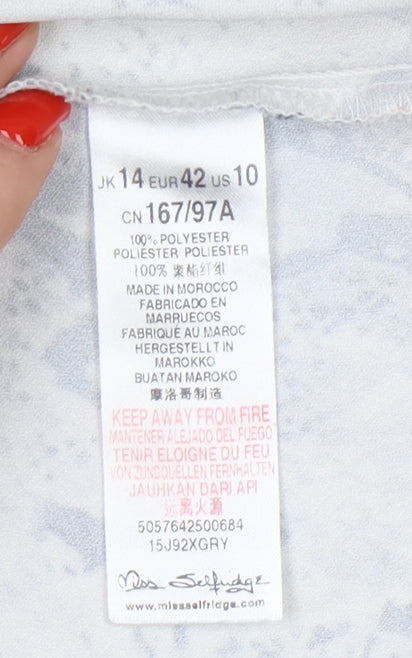 UK 14 EUR 42 US 10
CN 167/97A
100% POLYESTER
POLIÉSTER POLIESTER
100% 聚酯纤维
MADE IN MOROCCO
FABRICADO EN
MARRUECOS
FABRIQUÉ AU MAROC
HERGESTELLT IN
MAROKKO
BUATAN MAROKO
摩洛哥制造
KEEP AWAY FROM FIRE
MANTENER ALEJADO DEL FUEGO
TENIR ELOIGNE DU FEU
VON ZUNDQUELLEN FERNHALTEN
JAUHKAN DARI API
远离火源
5057642500684
15J92XGRY
Miss Selfridge
www.missselfridge.com